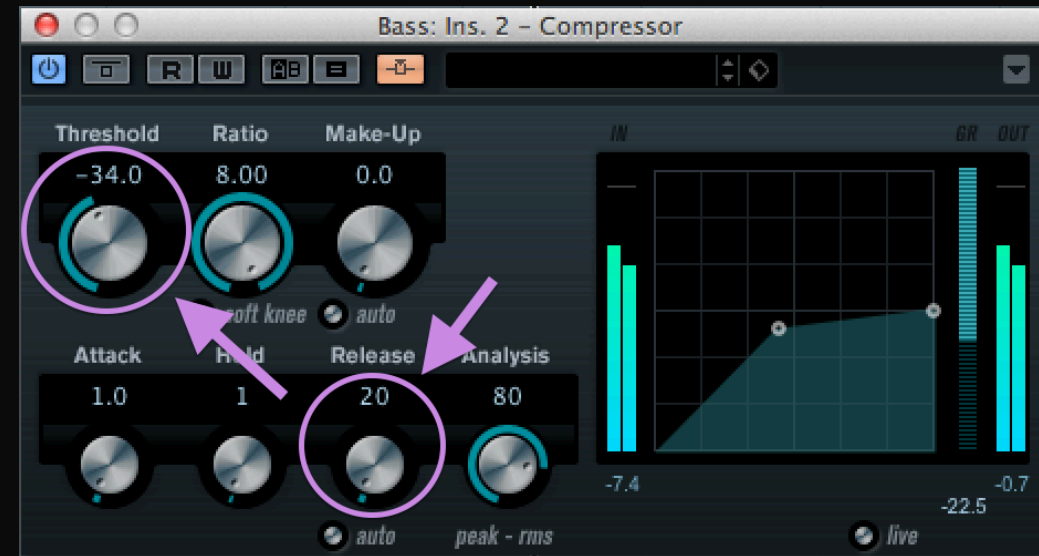 Bass: Ins. 2 – Compressor
R W AB
Threshold Ratio Make-Up
-34.0 8.00 0.0
soft knee auto
Attack Hold Release Analysis
1.0 1 20 80
auto peak - rms
IN GR OUT
-7.4 -22.5 -0.7
live